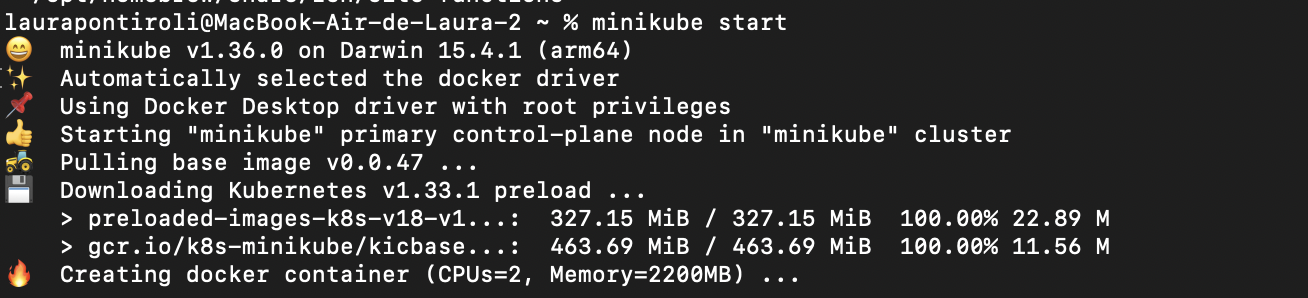 laurapontiroli@MacBook-Air-de-Laura-2 ~ % minikube start
😄 minikube v1.36.0 on Darwin 15.4.1 (arm64)
✨ Automatically selected the docker driver
📌 Using Docker Desktop driver with root privileges
👍 Starting "minikube" primary control-plane node in "minikube" cluster
🚜 Pulling base image v0.0.47 ...
💾 Downloading Kubernetes v1.33.1 preload ...
> preloaded-images-k8s-v18-v1...: 327.15 MiB / 327.15 MiB 100.00% 22.89 M
> gcr.io/k8s-minikube/kicbase...: 463.69 MiB / 463.69 MiB 100.00% 11.56 M
🔥 Creating docker container (CPUs=2, Memory=2200MB) ...